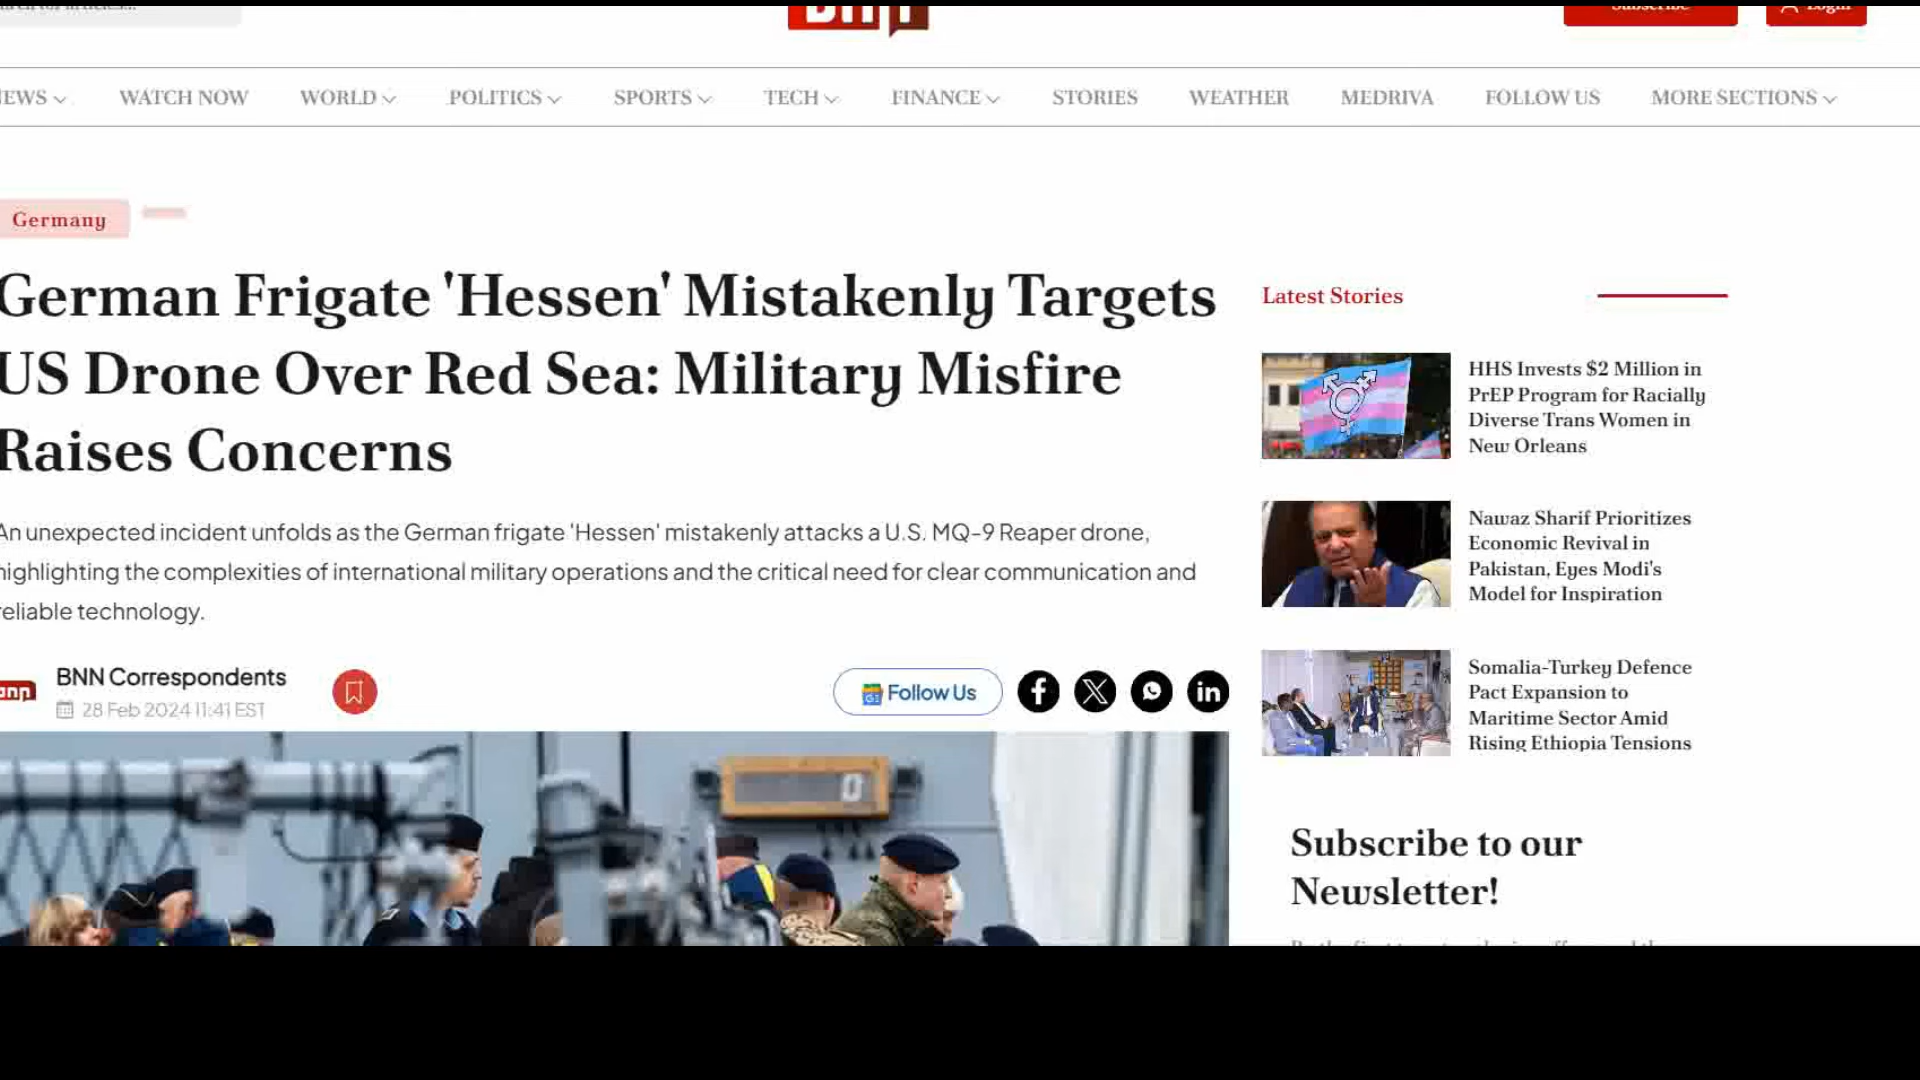 Subscribe
Login
NEWS
WATCH NOW
WORLD
POLITICS
SPORTS
TECH
FINANCE
STORIES
WEATHER
MEDRIVA
FOLLOW US
MORE SECTIONS
Germany
German Frigate 'Hessen' Mistakenly Targets
US Drone Over Red Sea: Military Misfire
Raises Concerns
An unexpected incident unfolds as the German frigate 'Hessen' mistakenly attacks a U.S. MQ-9 Reaper drone,
highlighting the complexities of international military operations and the critical need for clear communication and
reliable technology.
BNN Correspondents
28 Feb 2024 11:41 EST
Follow Us
Latest Stories
HHS Invests $2 Million in
PrEP Program for Racially
Diverse Trans Women in
New Orleans
Nawaz Sharif Prioritizes
Economic Revival in
Pakistan, Eyes Modi's
Model for Inspiration
Somalia-Turkey Defence
Pact Expansion to
Maritime Sector Amid
Rising Ethiopia Tensions
Subscribe to our
Newsletter!